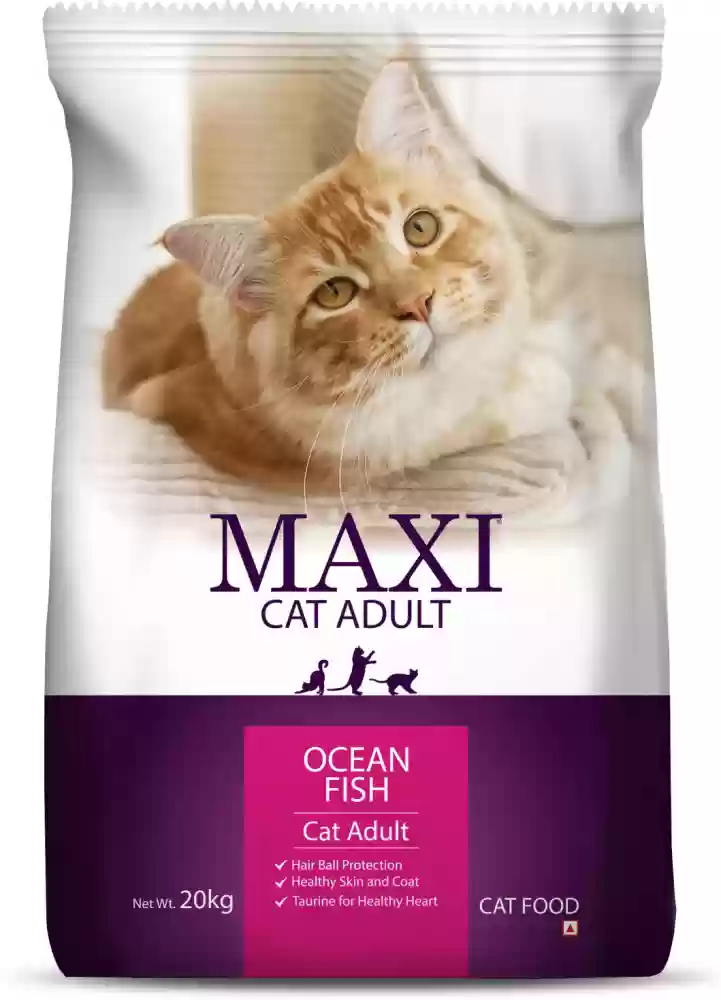 MAXI
CAT ADULT
OCEAN
FISH
Cat Adult
Hair Ball Protection
Healthy Skin and Coat
Taurine for Healthy Heart
Net Wt. 20kg
CAT FOOD